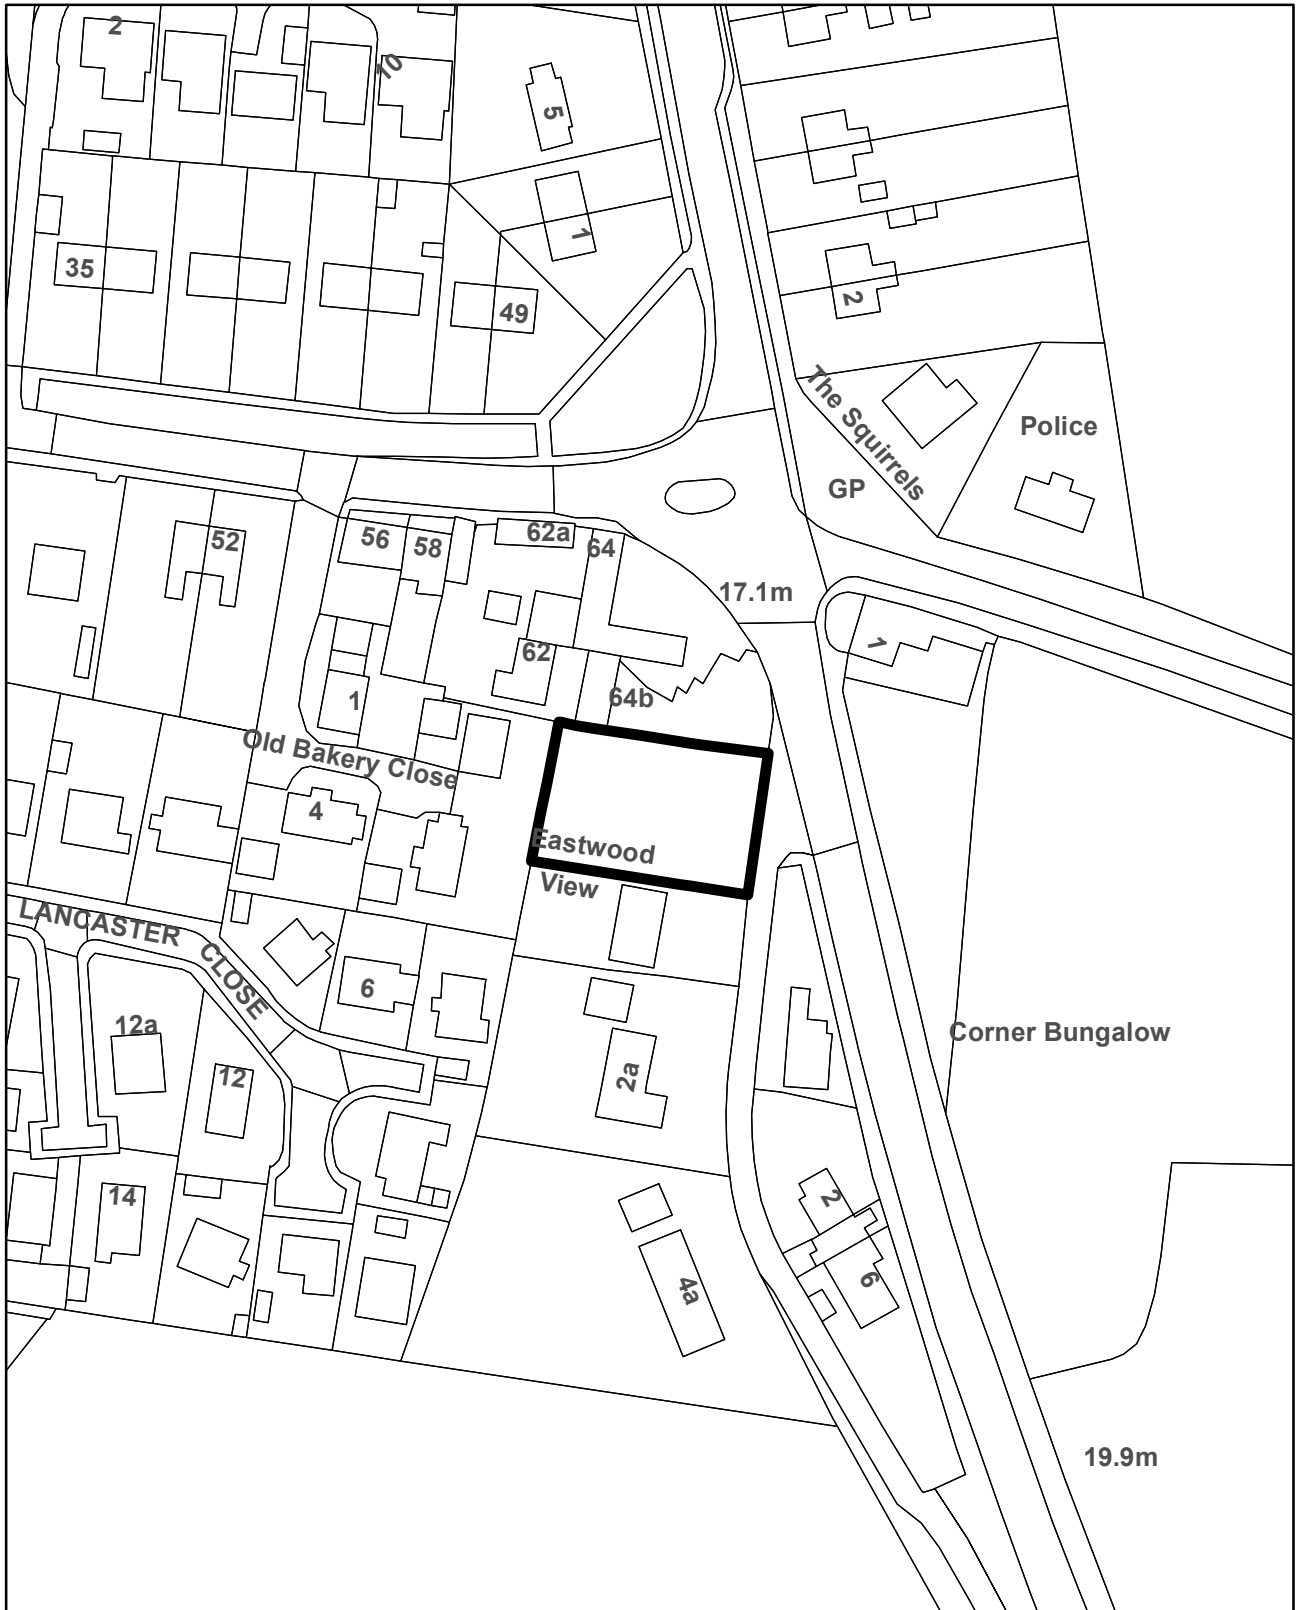 2
10
5
1
35
49
2
The Squirrels
Police
GP
52
56
58
62a
64
17.1m
1
62
64b
1
Old Bakery Close
4
Eastwood
View
LANCASTER
CLOSE
6
12a
12
Corner Bungalow
2a
14
2
6
4a
19.9m